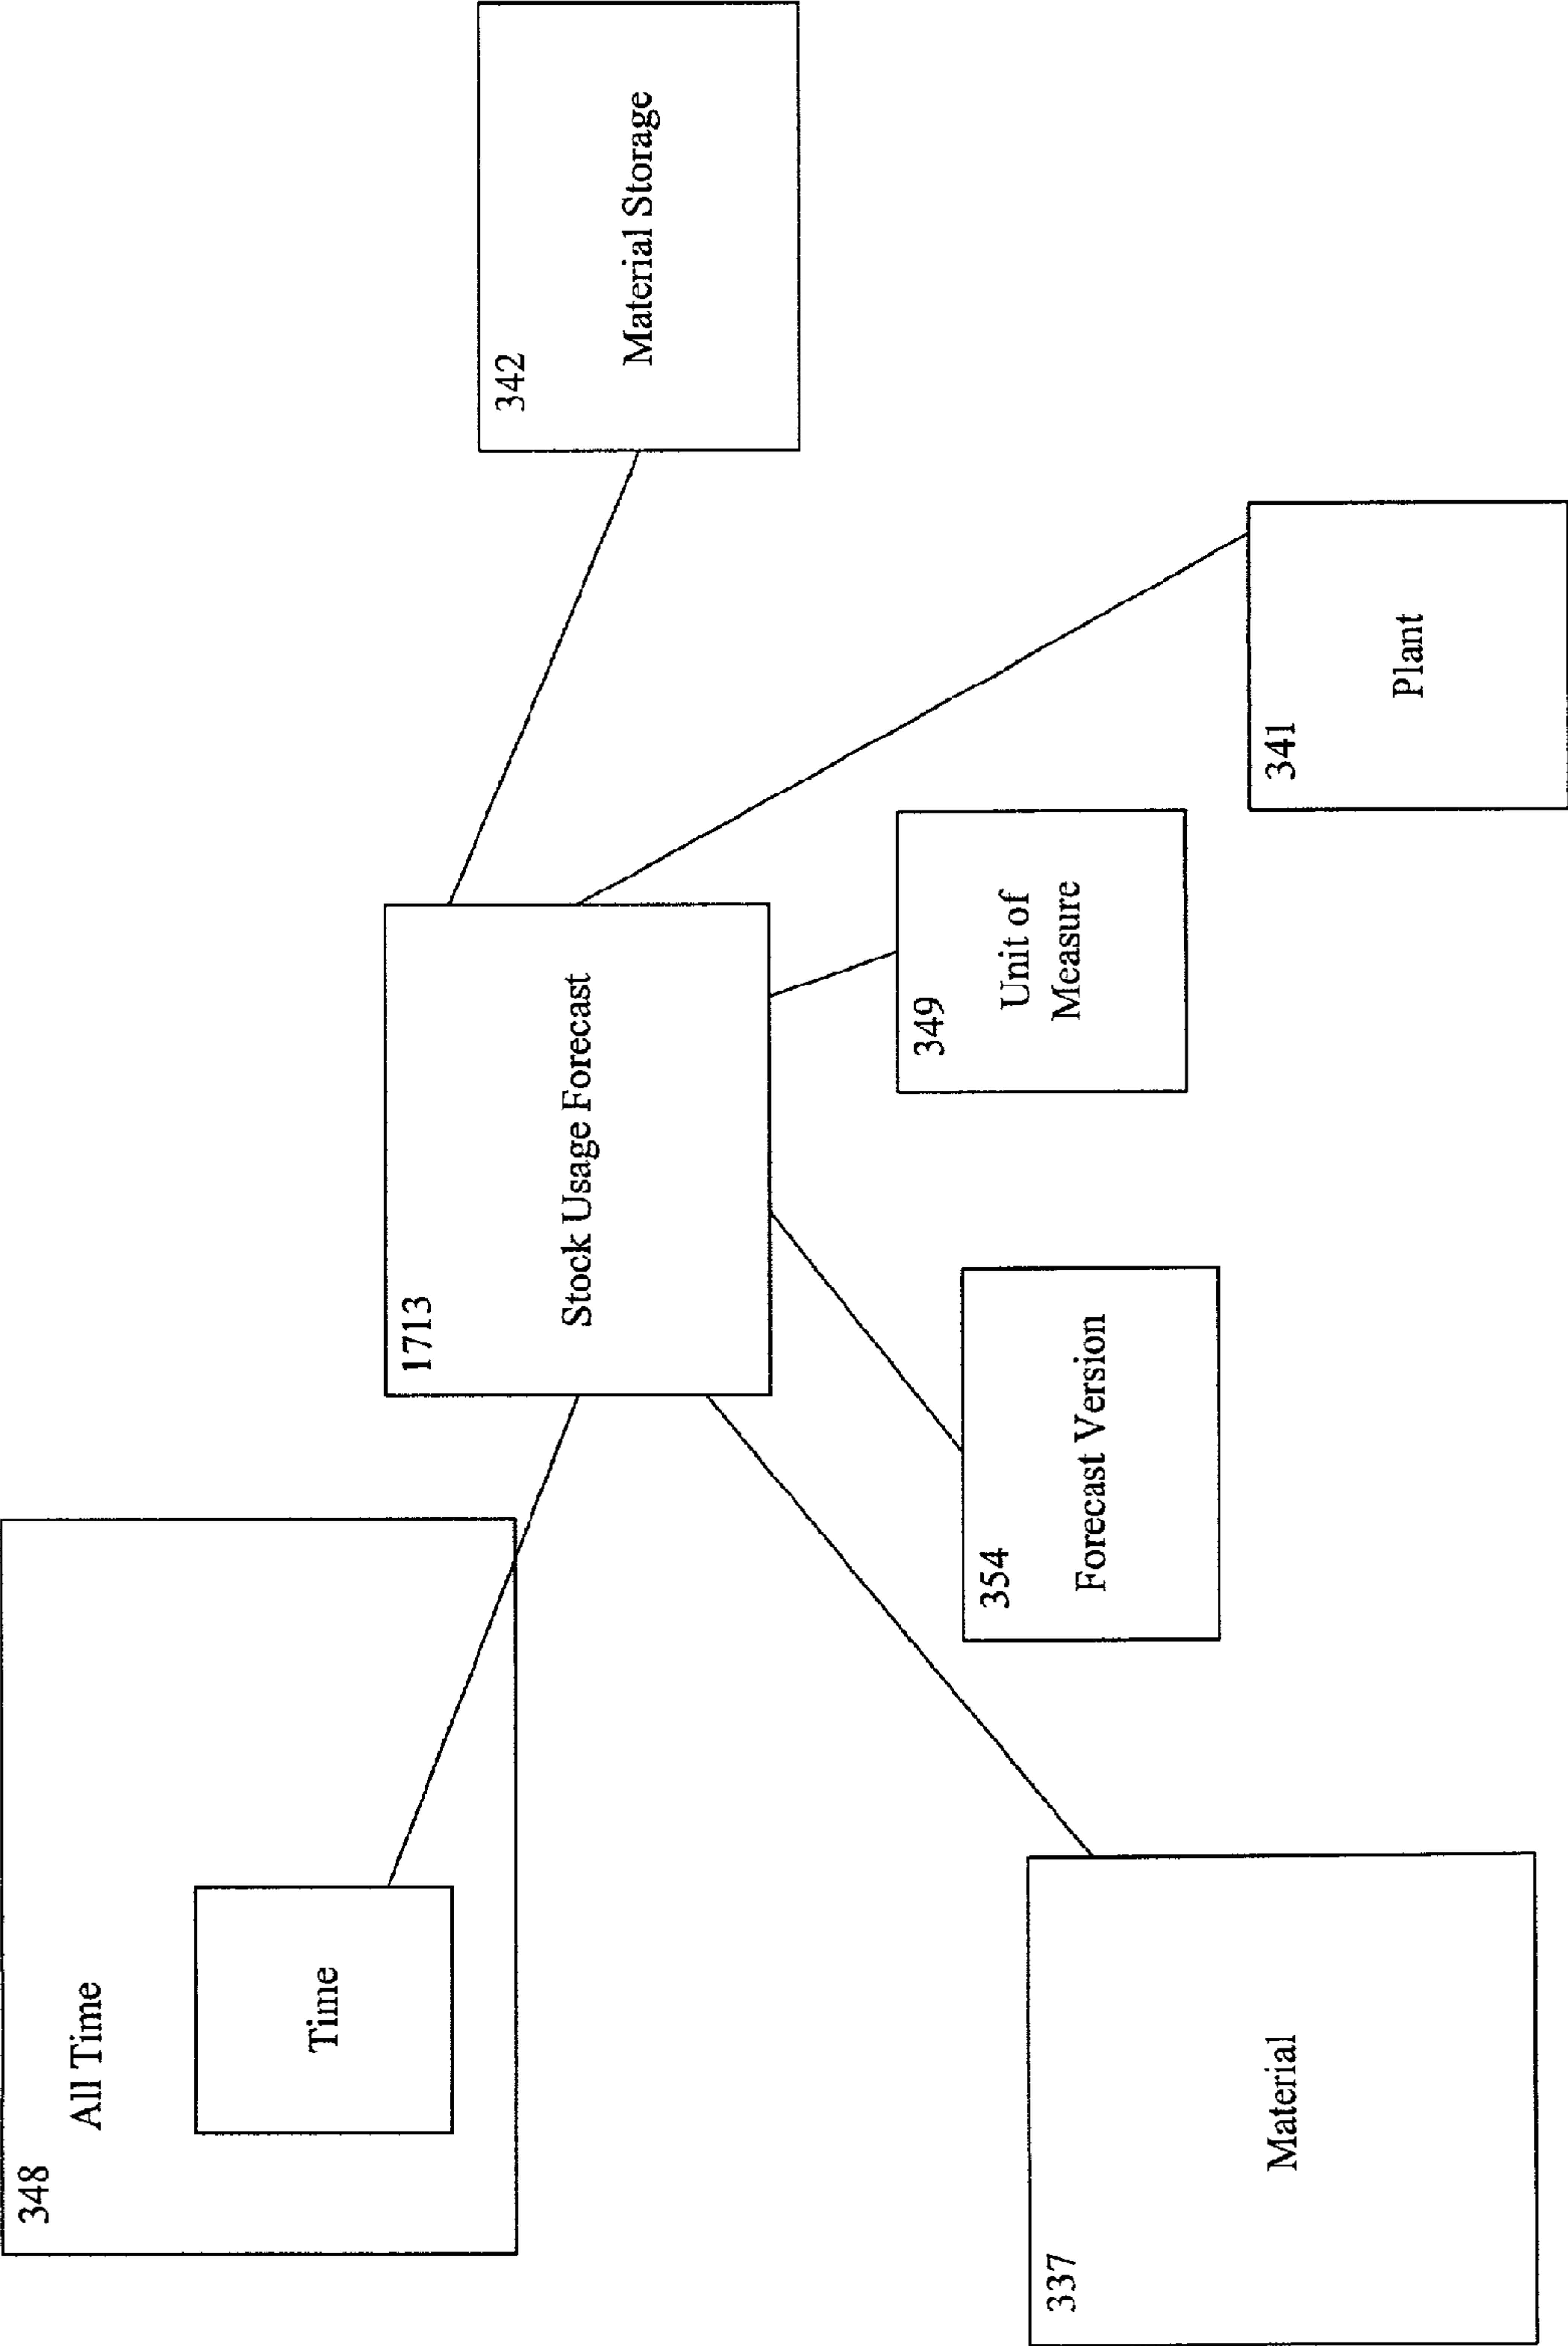 348
All Time
Time
1713
Stock Usage Forecast
342
Material Storage
337
Material
354
Forecast Version
349
Unit of
Measure
341
Plant